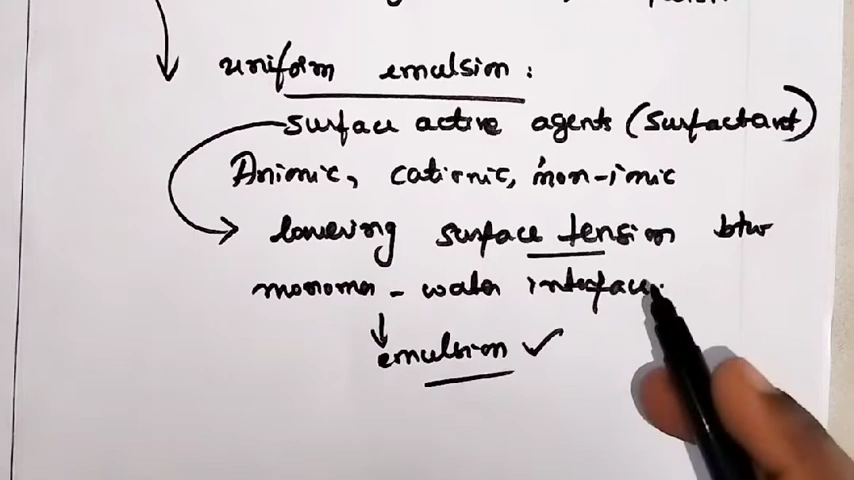 uniform emulsion :
surface active agents (surfactant)
Anionic, cationic, non-ionic
lowering surface tension btw
monomer - water interface.
emulsion ✓